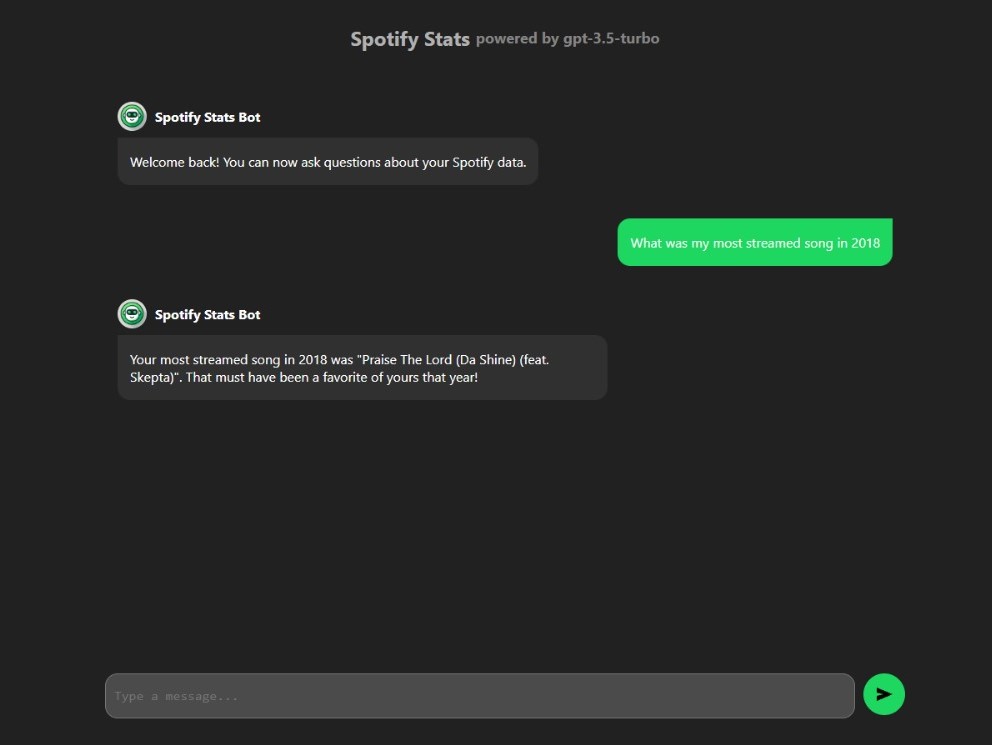 Spotify Stats powered by gpt-3.5-turbo
Spotify Stats Bot
Welcome back! You can now ask questions about your Spotify data.
What was my most streamed song in 2018
Spotify Stats Bot
Your most streamed song in 2018 was "Praise The Lord (Da Shine) (feat.
Skepta)". That must have been a favorite of yours that year!
Type a message...